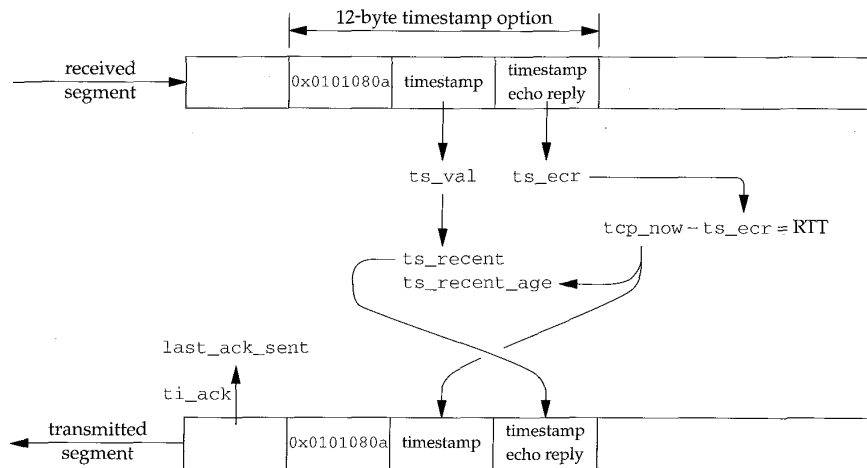 12-byte timestamp option
received
segment
0x0101080a
timestamp
timestamp
echo reply
ts_val
ts_ecr
tcp_now - ts_ecr = RTT
ts_recent
ts_recent_age
last_ack_sent
ti_ack
transmitted
segment
0x0101080a
timestamp
timestamp
echo reply